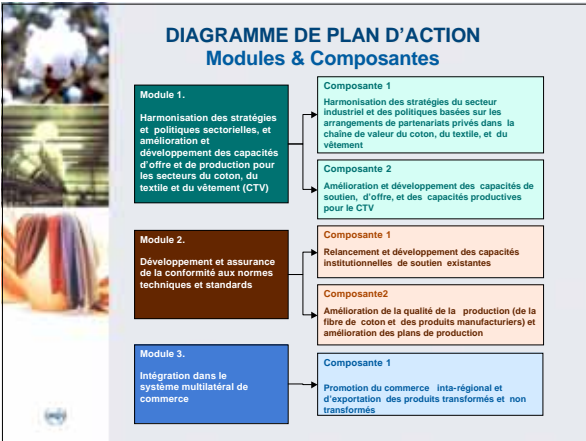 DIAGRAMME DE PLAN D'ACTION
Modules & Composantes
Module 1.
Harmonisation des stratégies
et politiques sectorielles, et
amélioration et
développement des capacités
d'offre et de production pour
les secteurs du coton, du
textile et du vêtement (CTV)
Composante 1
Harmonisation des stratégies du secteur
industriel et des politiques basées sur les
arrangements de partenariats privés dans la
chaîne de valeur du coton, du textile, et du
vêtement
Composante 2
Amélioration et développement des capacités de
soutien, d'offre, et des capacités productives
pour le CTV
Module 2.
Développement et assurance
de la conformité aux normes
techniques et standards
Composante 1
Relancement et développement des capacités
institutionnelles de soutien existantes
Composante2
Amélioration de la qualité de la production (de la
fibre de coton et des produits manufacturiers) et
amélioration des plans de production
Module 3.
Intégration dans le
système multilatéral de
commerce
Composante 1
Promotion du commerce inta-régional et
d'exportation des produits transformés et non
transformés